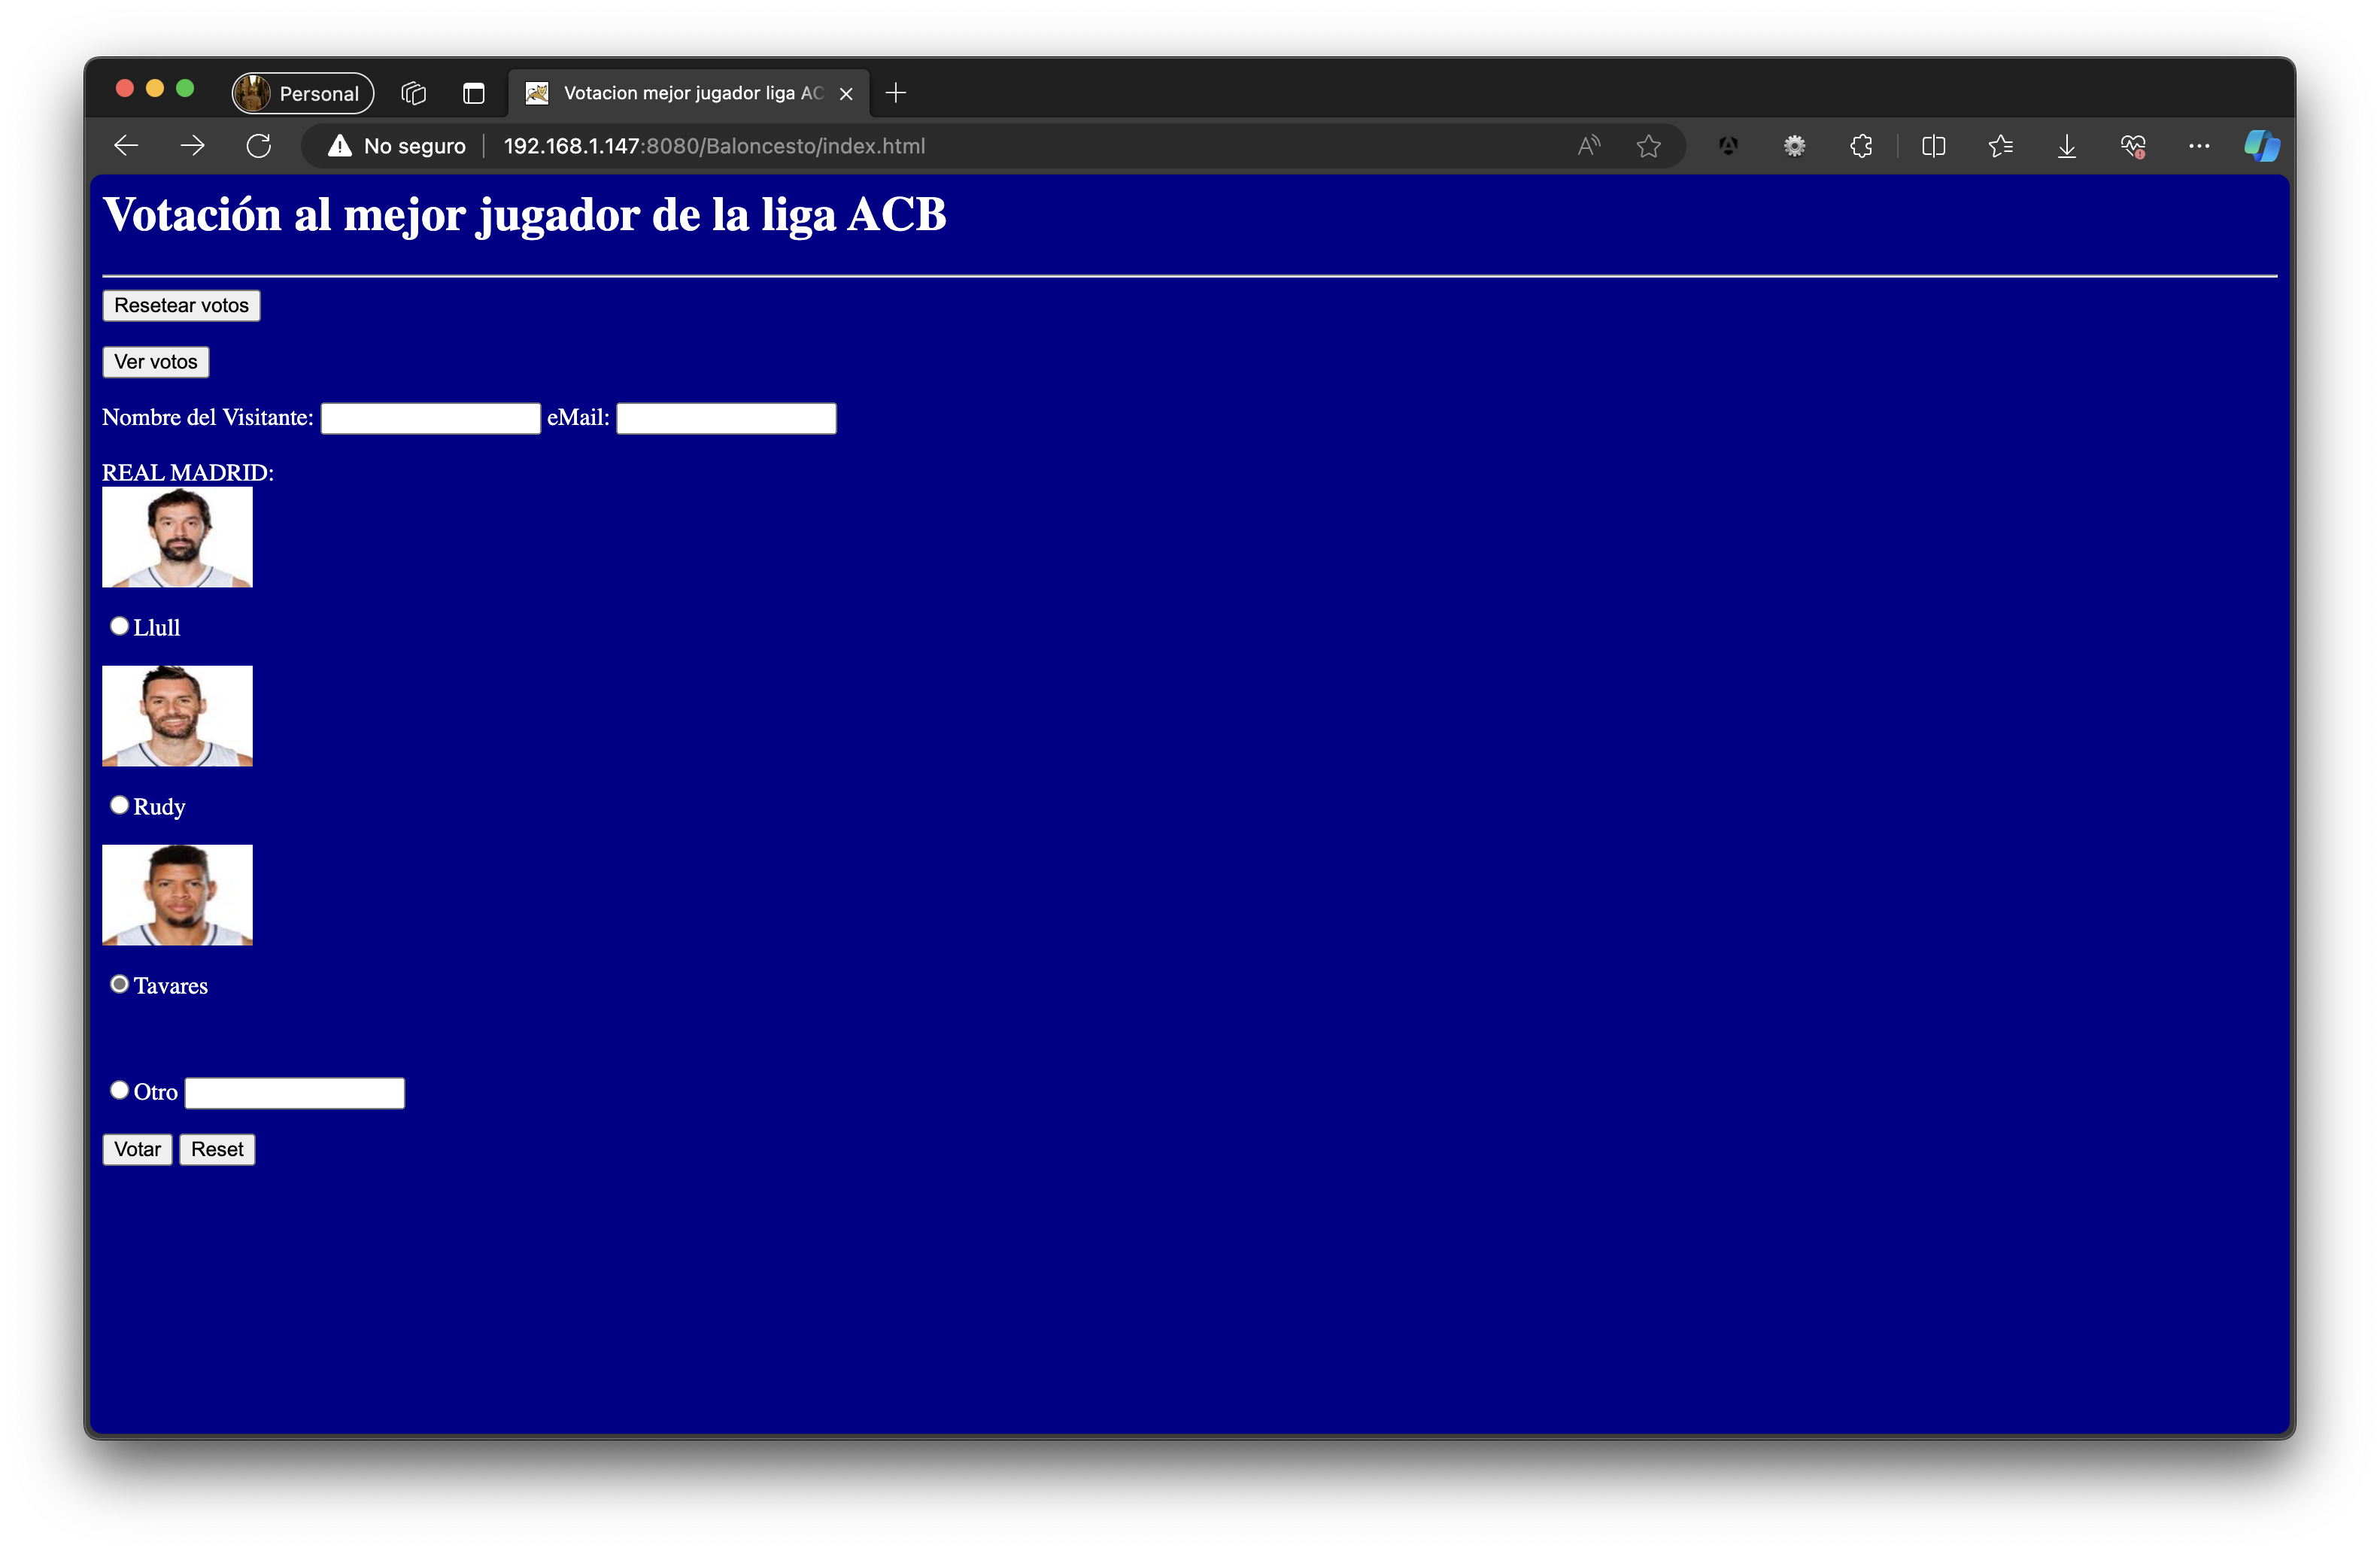 Personal
Votacion mejor jugador liga AC
No seguro
192.168.1.147:8080/Baloncesto/index.html
Votación al mejor jugador de la liga ACB
Resetear votos
Ver votos
Nombre del Visitante: eMail:
REAL MADRID:
Llull
Rudy
Tavares
Otro
Votar Reset